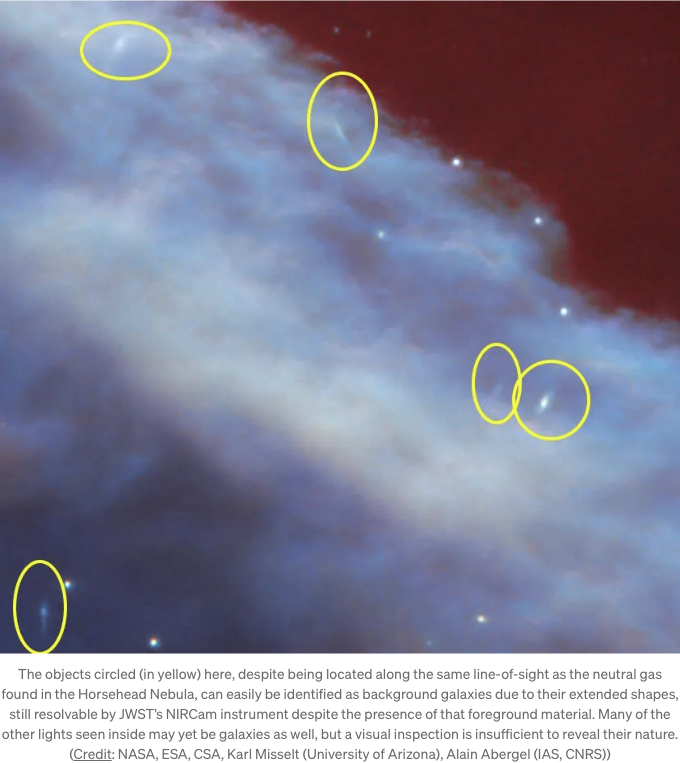 The objects circled (in yellow) here, despite being located along the same line-of-sight as the neutral gas
found in the Horsehead Nebula, can easily be identified as background galaxies due to their extended shapes,
still resolvable by JWST’s NIRCam instrument despite the presence of that foreground material. Many of the
other lights seen inside may yet be galaxies as well, but a visual inspection is insufficient to reveal their nature.
(Credit: NASA, ESA, CSA, Karl Misselt (University of Arizona), Alain Abergel (IAS, CNRS))